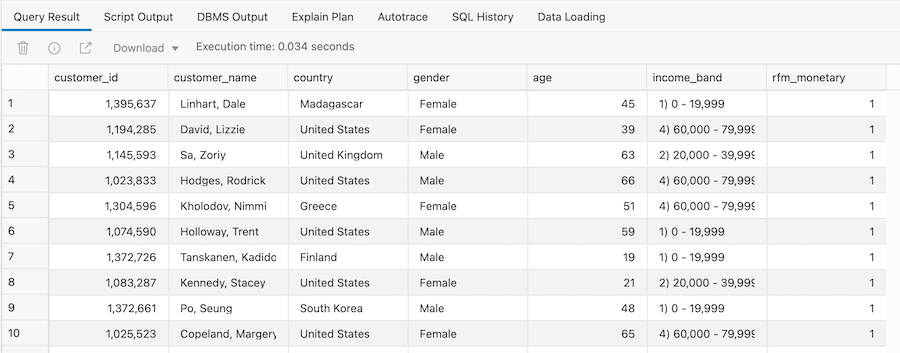 Query Result Script Output DBMS Output Explain Plan Autotrace SQL History Data Loading
Download Execution time: 0.034 seconds
customer_id customer_name country gender age income_band rfm_monetary
1 1,395,637 Linhart, Dale Madagascar Female 45 1) 0 - 19,999 1
2 1,194,285 David, Lizzie United States Female 39 4) 60,000 - 79,999 1
3 1,145,593 Sa, Zoriy United Kingdom Male 63 2) 20,000 - 39,999 1
4 1,023,833 Hodges, Rodrick United States Male 66 4) 60,000 - 79,999 1
5 1,304,596 Kholodov, Nimmi Greece Female 51 4) 60,000 - 79,999 1
6 1,074,590 Holloway, Trent United States Male 59 1) 0 - 19,999 1
7 1,372,726 Tanskanen, Kadido Finland Male 19 1) 0 - 19,999 1
8 1,083,287 Kennedy, Stacey United States Female 21 2) 20,000 - 39,999 1
9 1,372,661 Po, Seung South Korea Male 48 1) 0 - 19,999 1
10 1,025,523 Copeland, Margery United States Female 65 4) 60,000 - 79,999 1